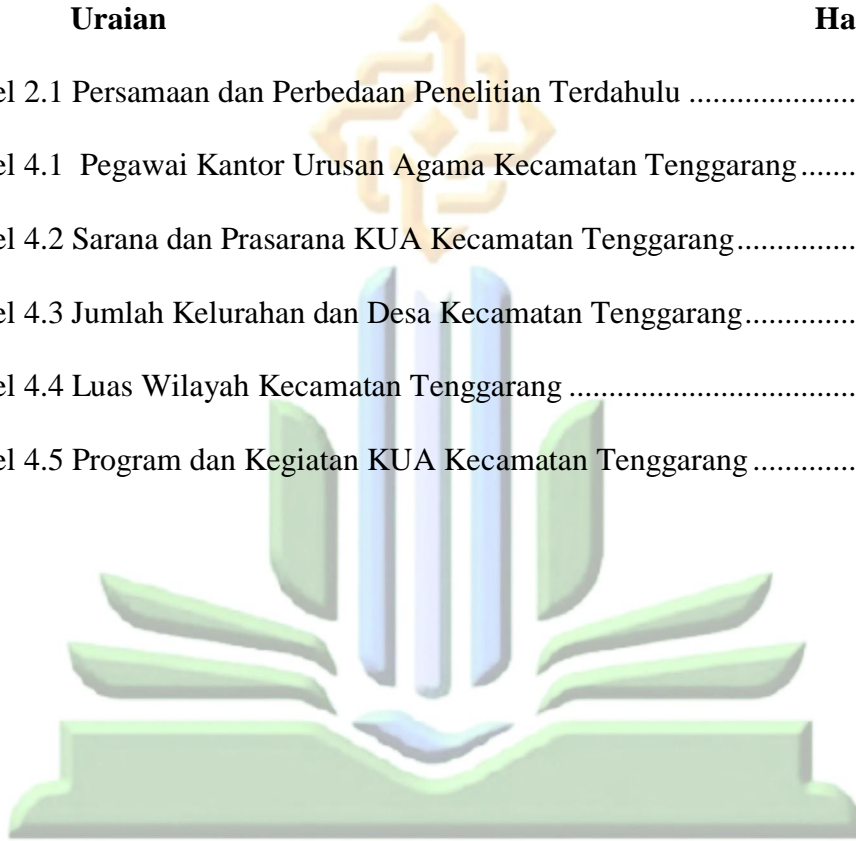 Uraian Ha
el 2.1 Persamaan dan Perbedaan Penelitian Terdahulu .....................
el 4.1 Pegawai Kantor Urusan Agama Kecamatan Tenggarang .......
el 4.2 Sarana dan Prasarana KUA Kecamatan Tenggarang ...............
el 4.3 Jumlah Kelurahan dan Desa Kecamatan Tenggarang ..............
el 4.4 Luas Wilayah Kecamatan Tenggarang ...................................
el 4.5 Program dan Kegiatan KUA Kecamatan Tenggarang .............